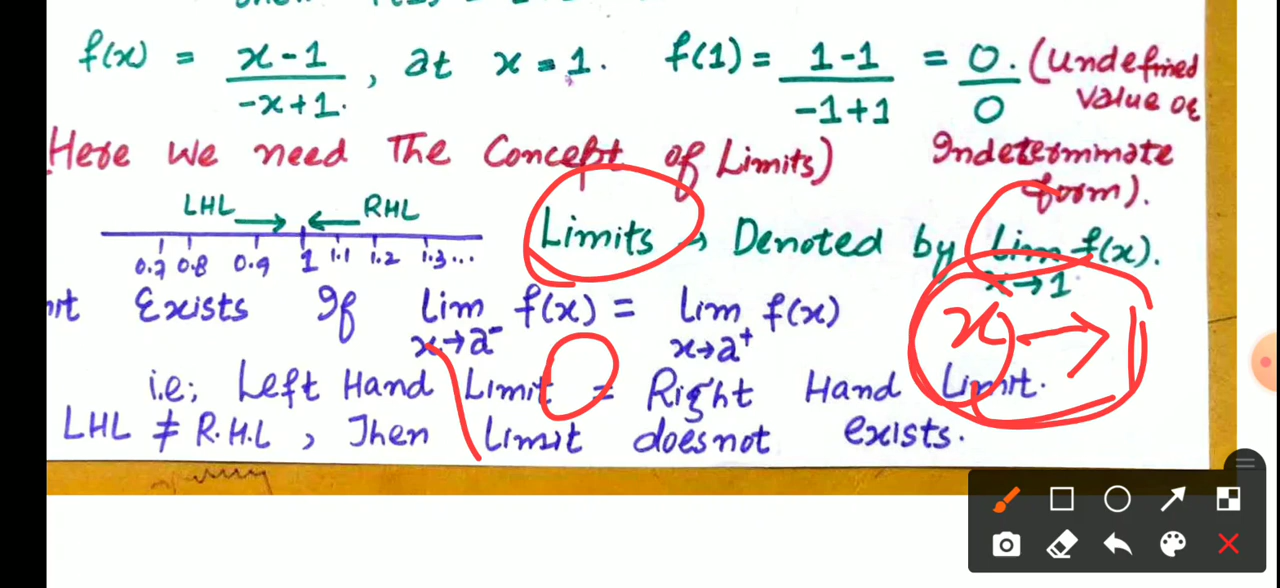 f(x) = x-1 / -x+1 , at x = 1. f(1) = 1-1 / -1+1 = 0/0. (Undefined
value or
Here we need The Concept of Limits) Indeterminate
form).
LHL → ← RHL
Limits → Denoted by lim f(x).
x→1
0.7 0.8 0.9 1 1.1 1.2 1.3...
Exists If lim f(x) = lim f(x)
x→a⁻ x→a⁺
x → 1
i.e; Left Hand Limit = Right Hand Limit.
LHL ≠ R.H.L , Then limit doesnot exists.